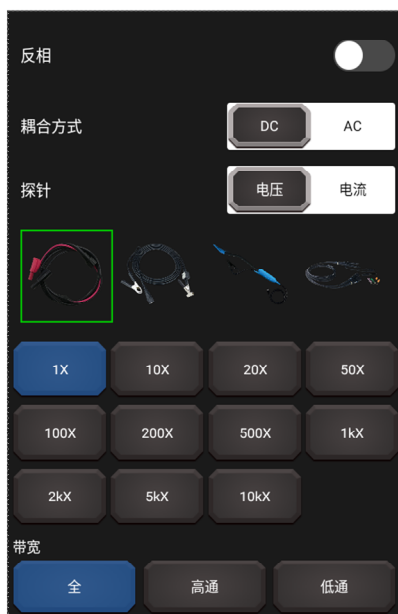 反相
耦合方式 DC AC
探针 电压 电流
1X 10X 20X 50X
100X 200X 500X 1kX
2kX 5kX 10kX
带宽
全 高通 低通